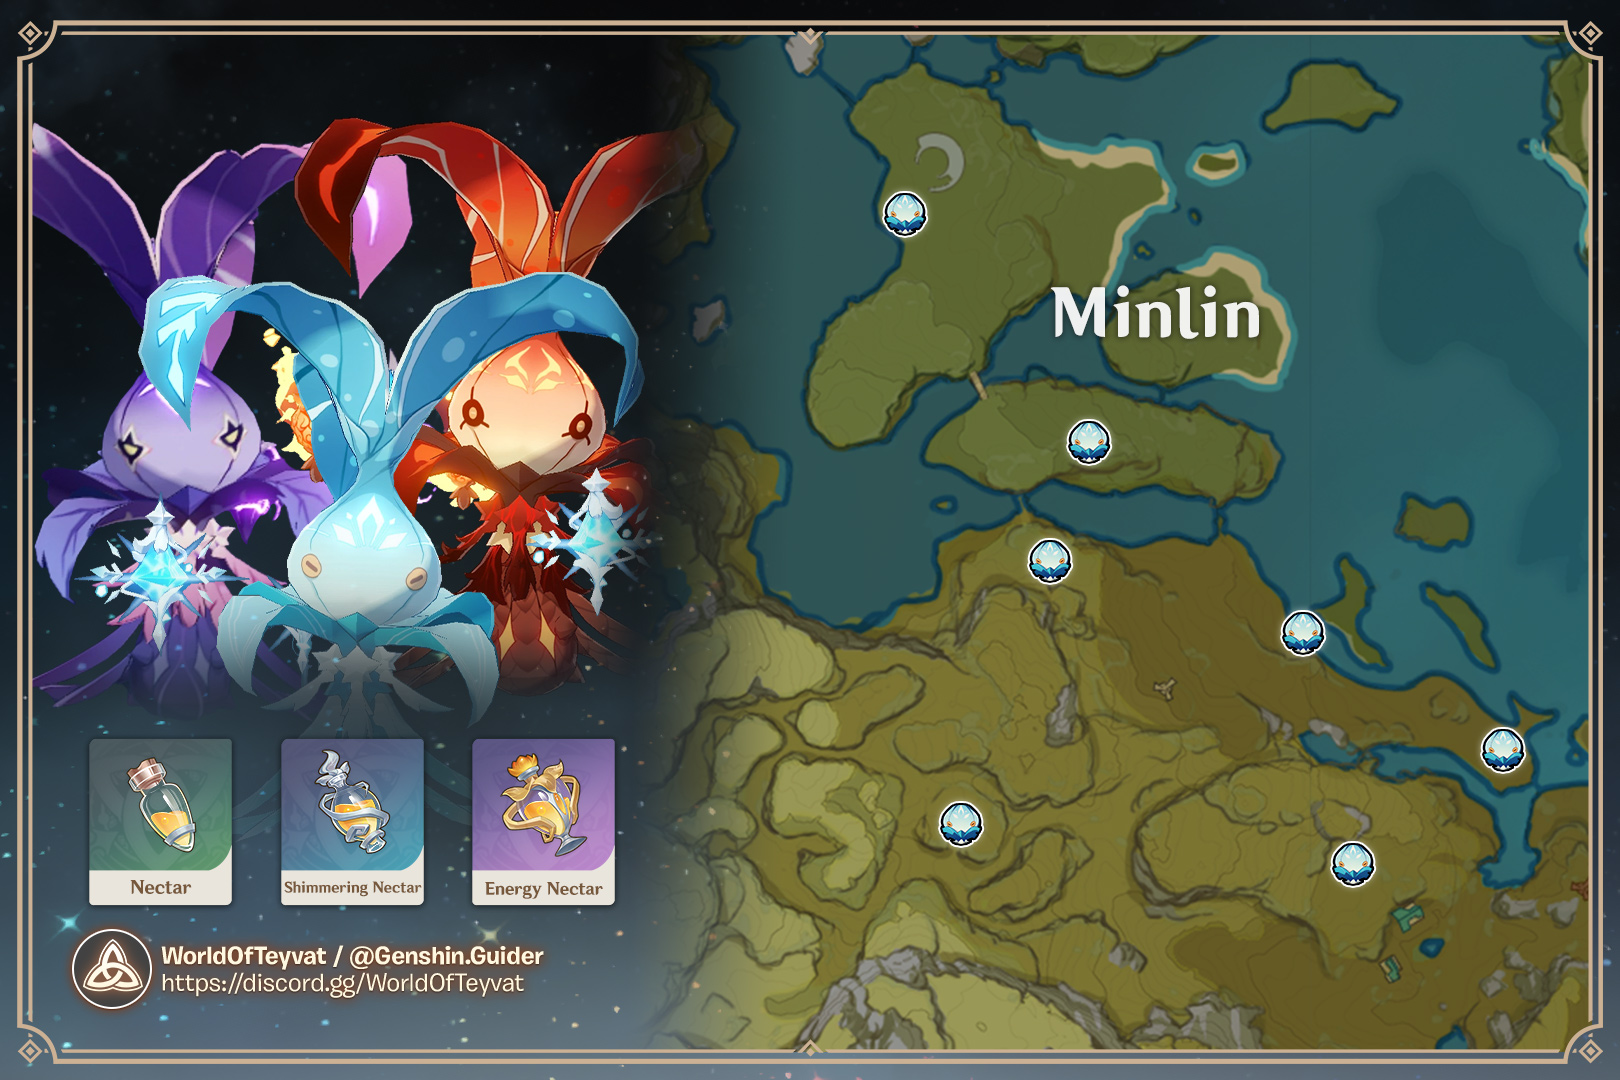 Minlin
Nectar
Shimmering Nectar
Energy Nectar
WorldOfTeyvat / @Genshin.Guider
https://discord.gg/WorldOfTeyvat